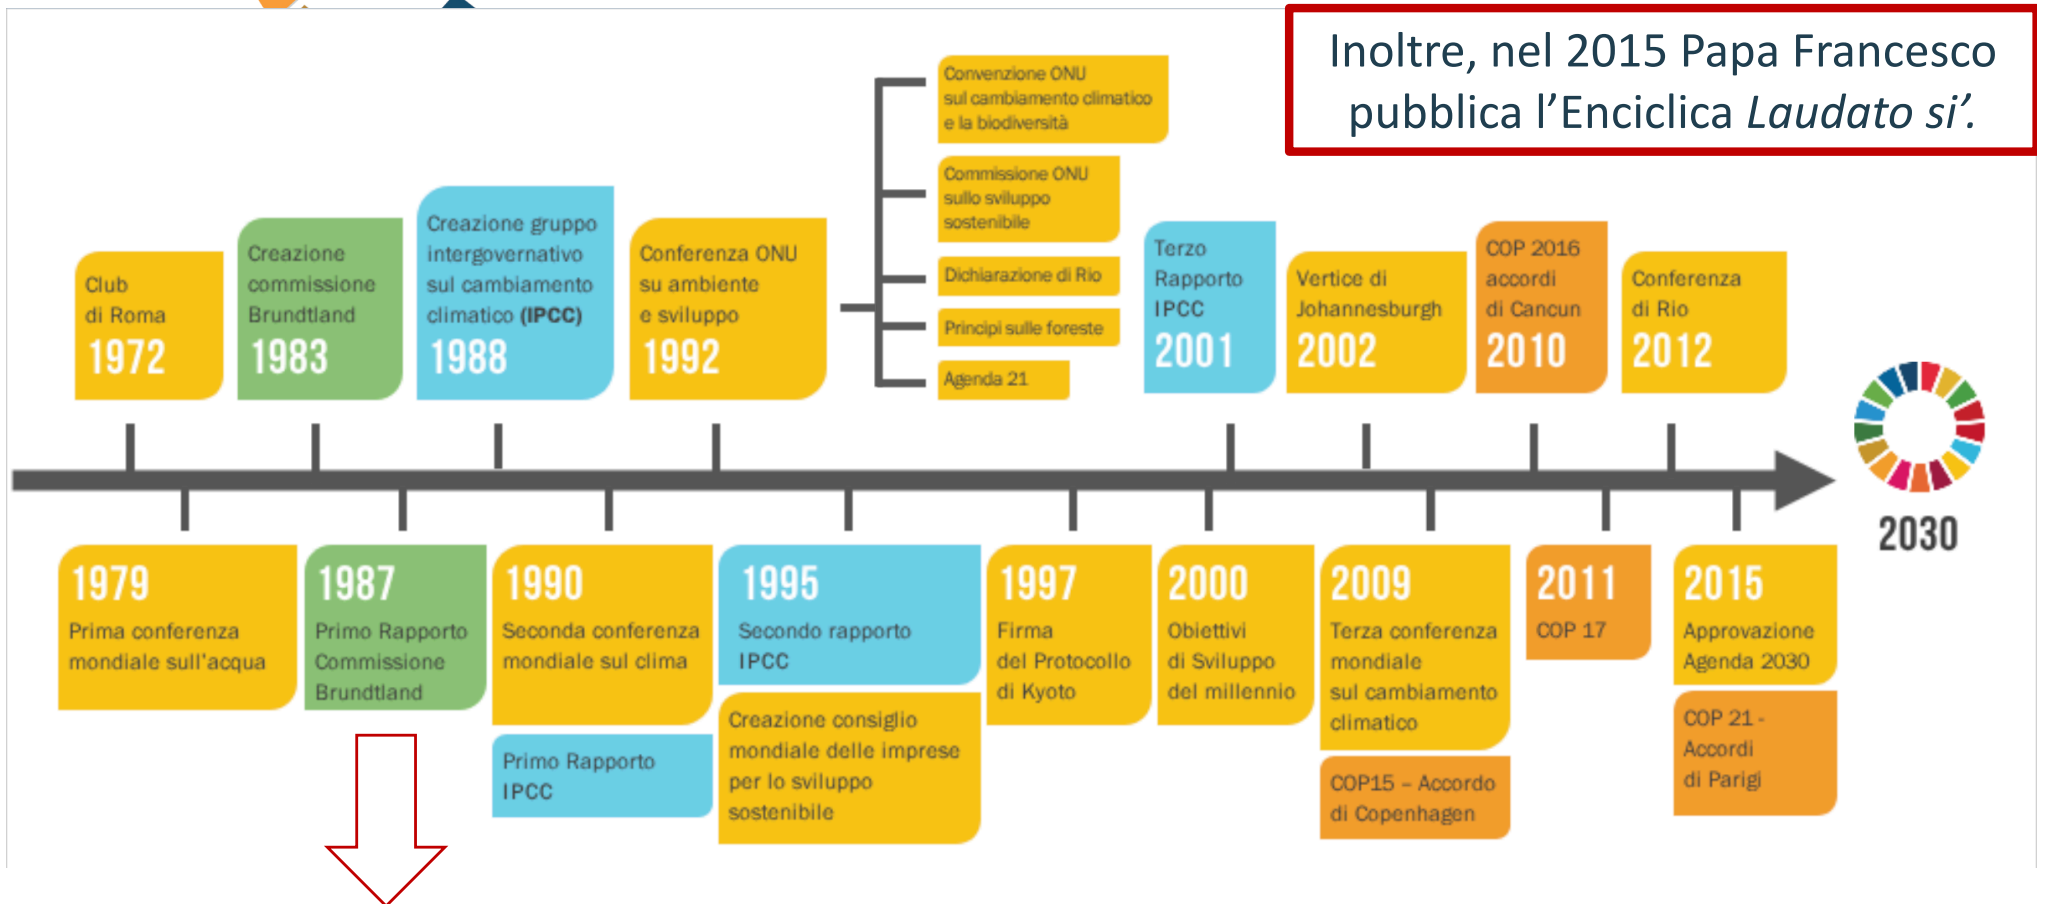 Inoltre, nel 2015 Papa Francesco
pubblica l’Enciclica Laudato si’.
Club
di Roma
1972
Creazione
commissione
Brundtland
1983
Creazione gruppo
intergovernativo
sul cambiamento
climatico (IPCC)
1988
Conferenza ONU
su ambiente
e sviluppo
1992
Convenzione ONU
sul cambiamento climatico
e la biodiversità
Commissione ONU
sullo sviluppo
sostenibile
Dichiarazione di Rio
Principi sulle foreste
Agenda 21
Terzo
Rapporto
IPCC
2001
Vertice di
Johannesburgh
2002
COP 2016
accordi
di Cancun
2010
Conferenza
di Rio
2012
2030
1979
Prima conferenza
mondiale sull'acqua
1987
Primo Rapporto
Commissione
Brundtland
1990
Seconda conferenza
mondiale sul clima
Primo Rapporto
IPCC
1995
Secondo rapporto
IPCC
Creazione consiglio
mondiale delle imprese
per lo sviluppo
sostenibile
1997
Firma
del Protocollo
di Kyoto
2000
Obiettivi
di Sviluppo
del millennio
2009
Terza conferenza
mondiale
sul cambiamento
climatico
COP15 – Accordo
di Copenhagen
2011
COP 17
2015
Approvazione
Agenda 2030
COP 21 -
Accordi
di Parigi